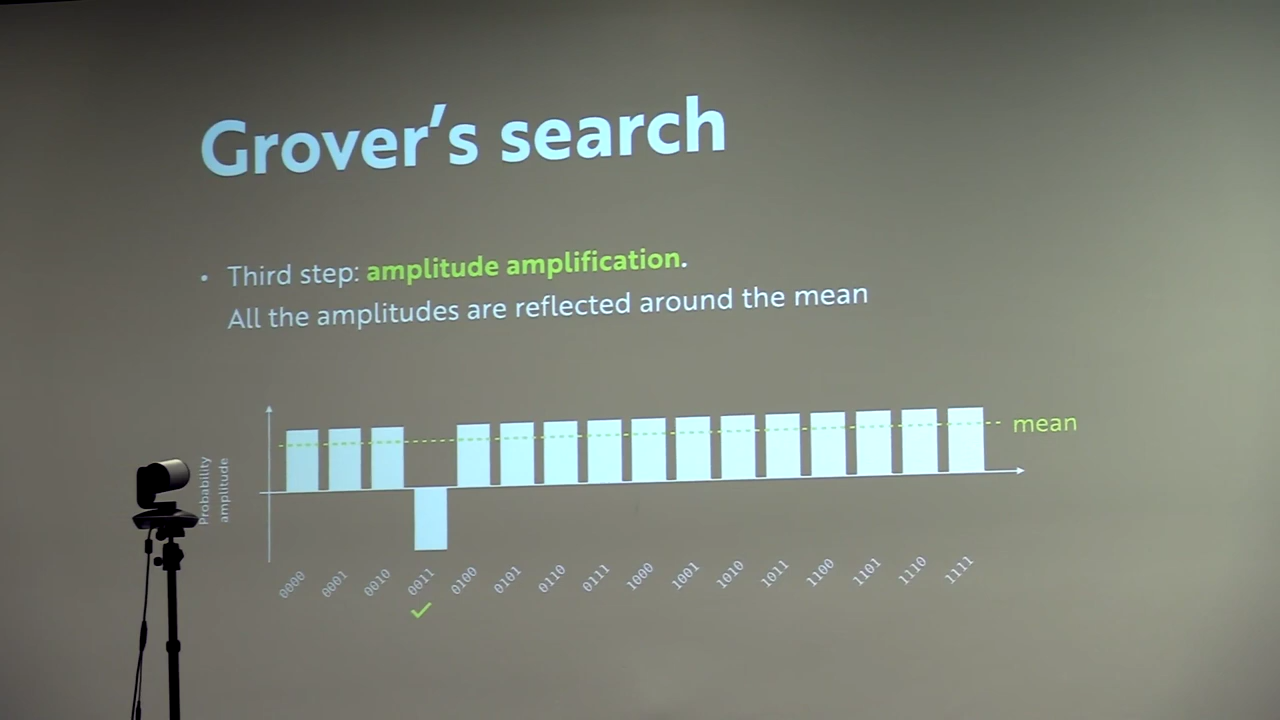 Grover's search
• Third step: amplitude amplification.
All the amplitudes are reflected around the mean
mean
Probability
amplitude
0000 0001 0010 0011 0100 0101 0110 0111 1000 1001 1010 1011 1100 1101 1110 1111